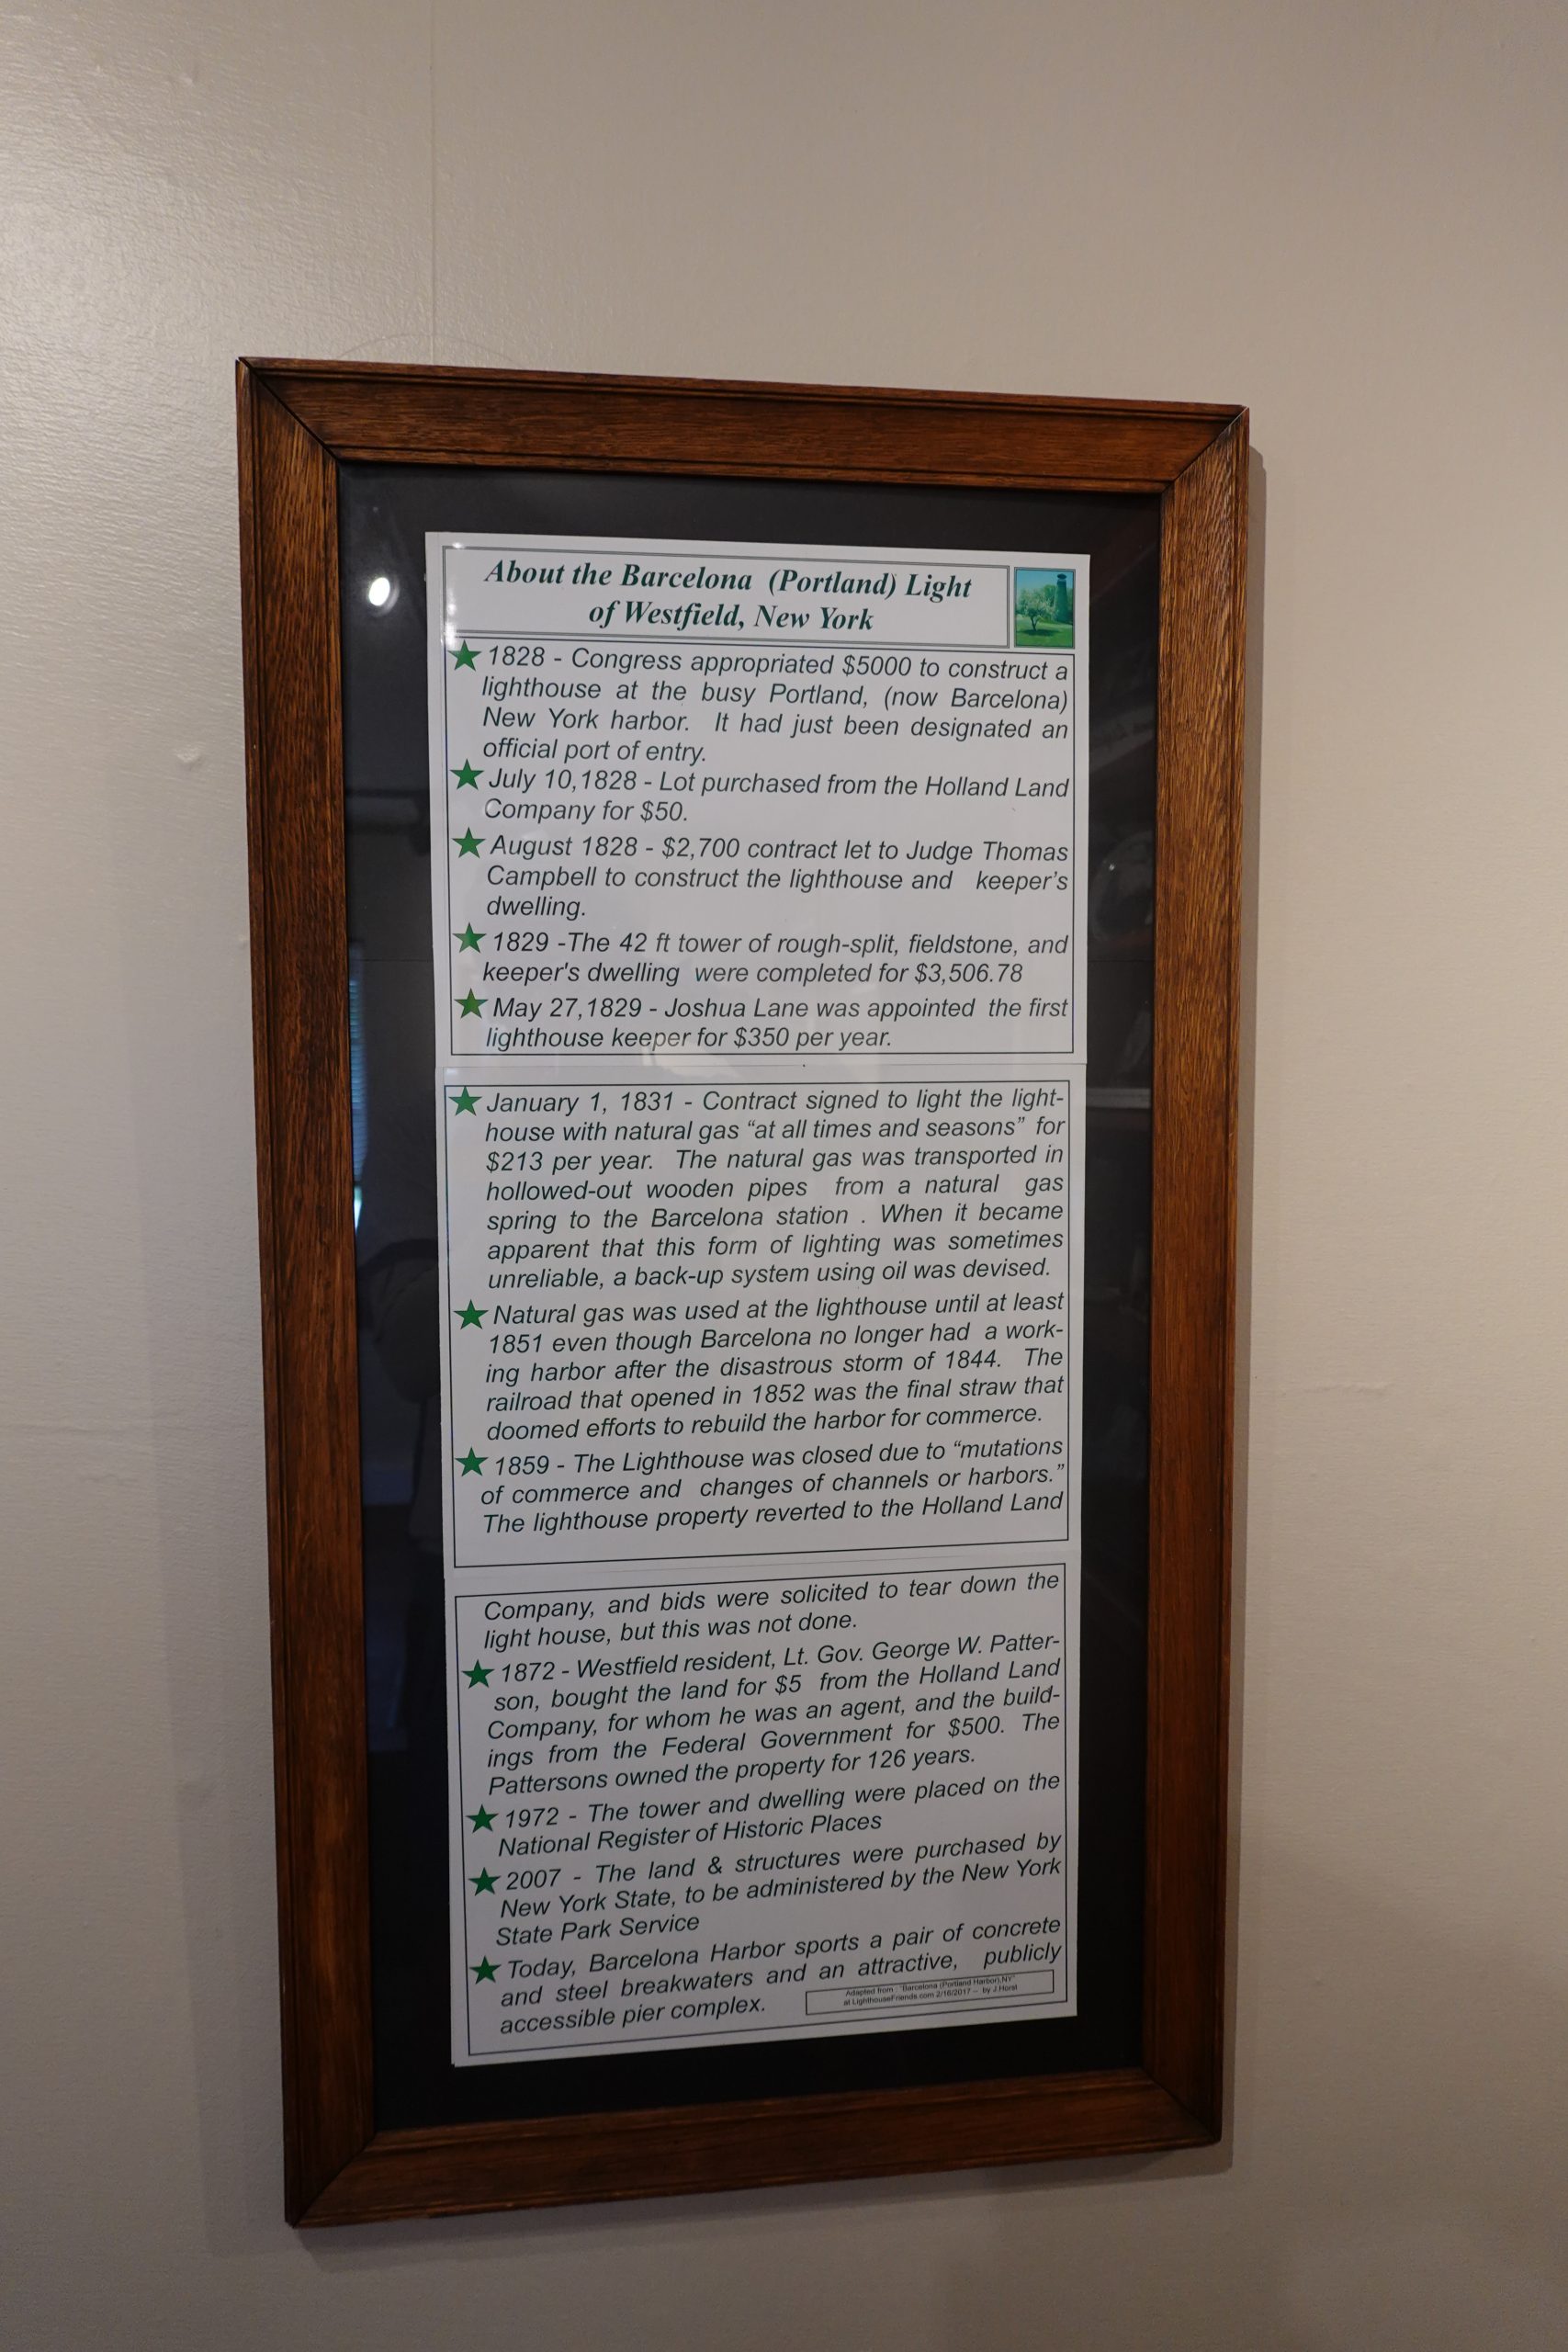 About the Barcelona (Portland) Light
of Westfield, New York
1828 - Congress appropriated $5000 to construct a
lighthouse at the busy Portland, (now Barcelona)
New York harbor. It had just been designated an
official port of entry.
July 10,1828 - Lot purchased from the Holland Land
Company for $50.
August 1828 - $2,700 contract let to Judge Thomas
Campbell to construct the lighthouse and keeper’s
dwelling.
1829 -The 42 ft tower of rough-split, fieldstone, and
keeper's dwelling were completed for $3,506.78
May 27,1829 - Joshua Lane was appointed the first
lighthouse keeper for $350 per year.
January 1, 1831 - Contract signed to light the light-
house with natural gas “at all times and seasons” for
$213 per year. The natural gas was transported in
hollowed-out wooden pipes from a natural gas
spring to the Barcelona station . When it became
apparent that this form of lighting was sometimes
unreliable, a back-up system using oil was devised.
Natural gas was used at the lighthouse until at least
1851 even though Barcelona no longer had a work-
ing harbor after the disastrous storm of 1844. The
railroad that opened in 1852 was the final straw that
doomed efforts to rebuild the harbor for commerce.
1859 - The Lighthouse was closed due to “mutations
of commerce and changes of channels or harbors.”
The lighthouse property reverted to the Holland Land
Company, and bids were solicited to tear down the
light house, but this was not done.
1872 - Westfield resident, Lt. Gov. George W. Patter-
son, bought the land for $5 from the Holland Land
Company, for whom he was an agent, and the build-
ings from the Federal Government for $500. The
Pattersons owned the property for 126 years.
1972 - The tower and dwelling were placed on the
National Register of Historic Places
2007 - The land & structures were purchased by
New York State, to be administered by the New York
State Park Service
Today, Barcelona Harbor sports a pair of concrete
and steel breakwaters and an attractive, publicly
accessible pier complex.
Adapted from : “Barcelona (Portland Harbor),NY”
at LighthouseFriends.com 2/16/2017 – by J.Horst